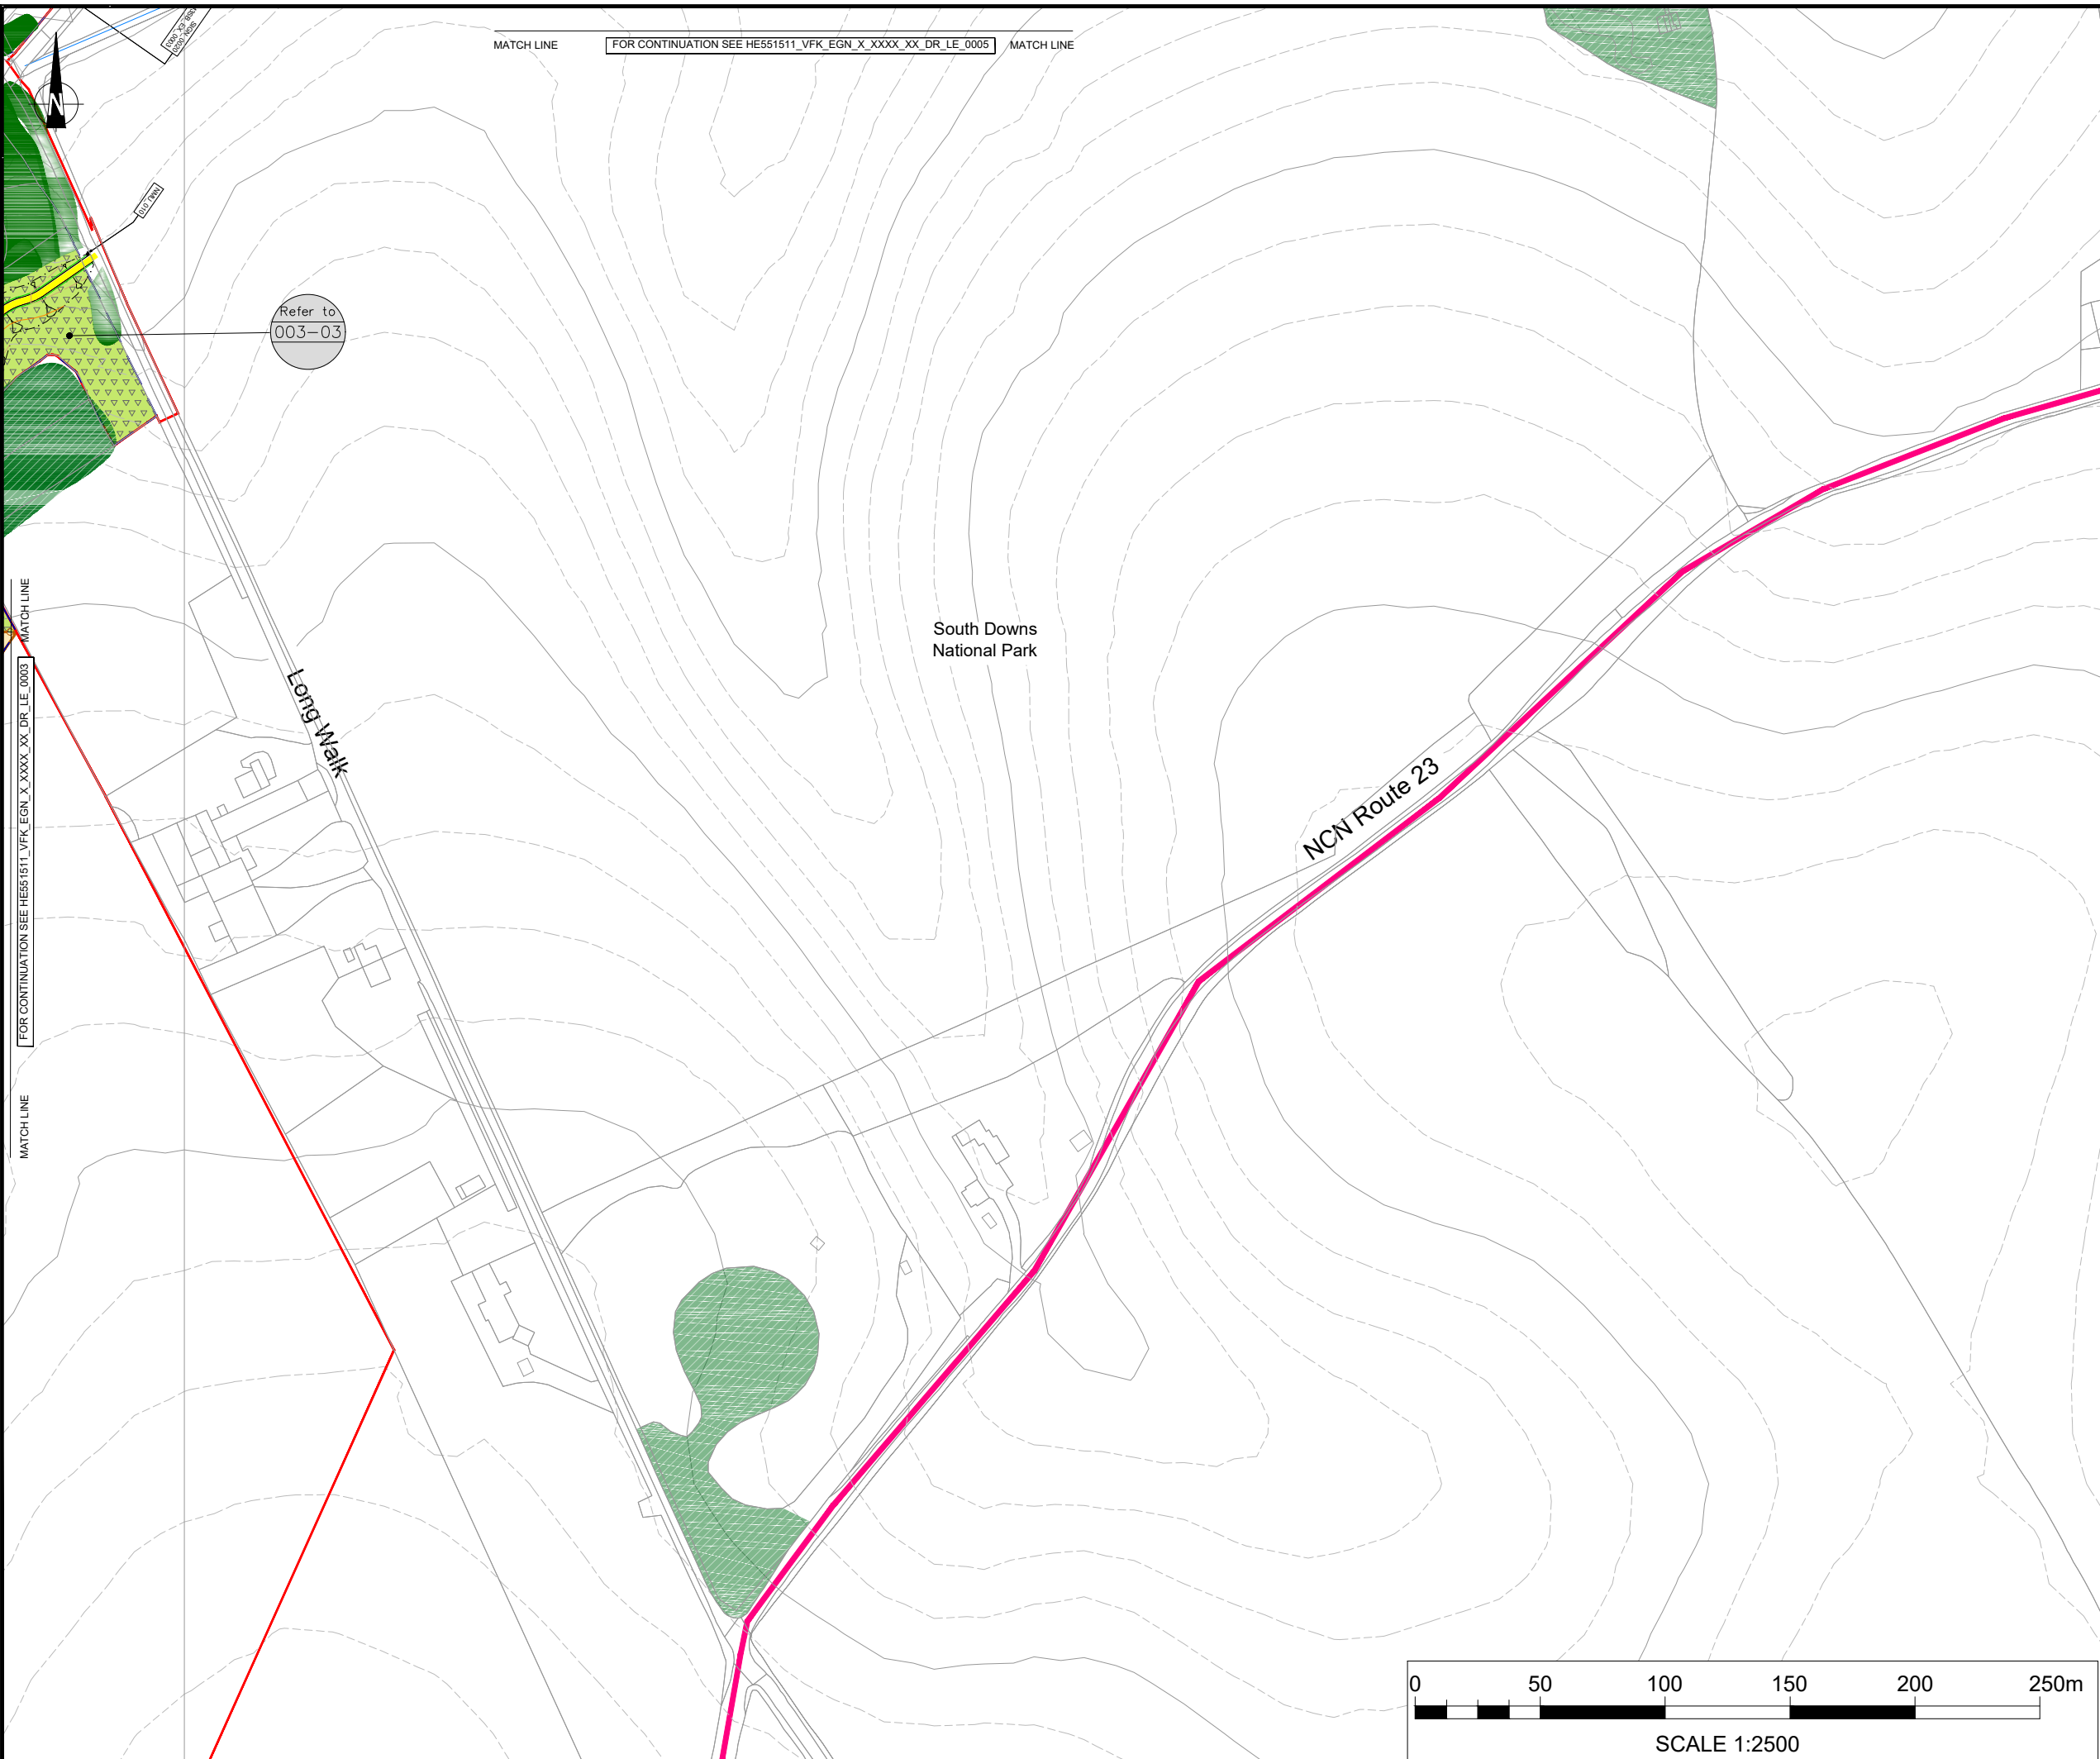 MATCH LINE
FOR CONTINUATION SEE HE551511_VFK_EGN_X_XXXX_XX_DR_LE_0005
MATCH LINE
N
NMU 010
Refer to
003-03
MATCH LINE
FOR CONTINUATION SEE HE551511_VFK_EGN_X_XXXX_XX_DR_LE_0003
MATCH LINE
Long Walk
South Downs
National Park
NCN Route 23
0 50 100 150 200 250m
SCALE 1:2500